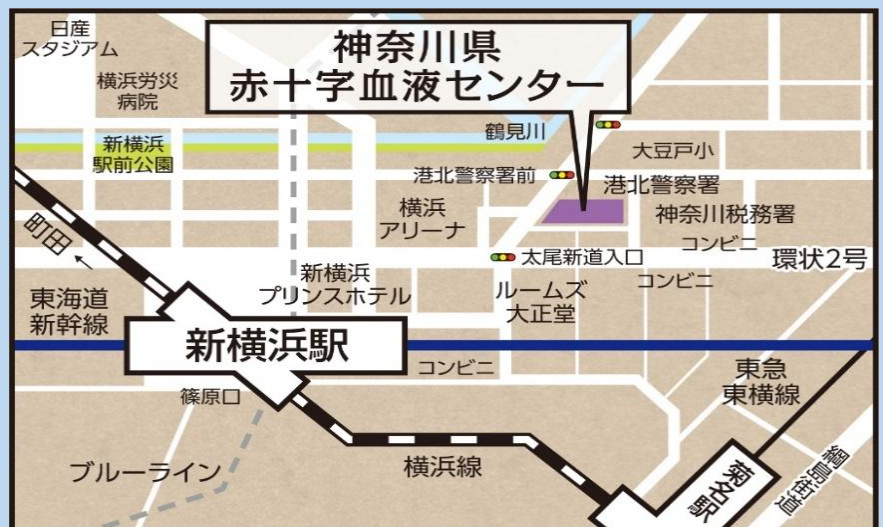 日産
スタジアム
神奈川県
赤十字血液センター
横浜労災
病院
鶴見川
新横浜
駅前公園
大豆戸小
港北警察署前
港北警察署
横浜
アリーナ
神奈川税務署
コンビニ
町田
太尾新道入口
環状2号
新横浜
プリンスホテル
コンビニ
ルームズ
大正堂
東海道
新幹線
新横浜駅
コンビニ
東急
東横線
篠原口
ブルーライン
横浜線
菊名駅
綱島街道